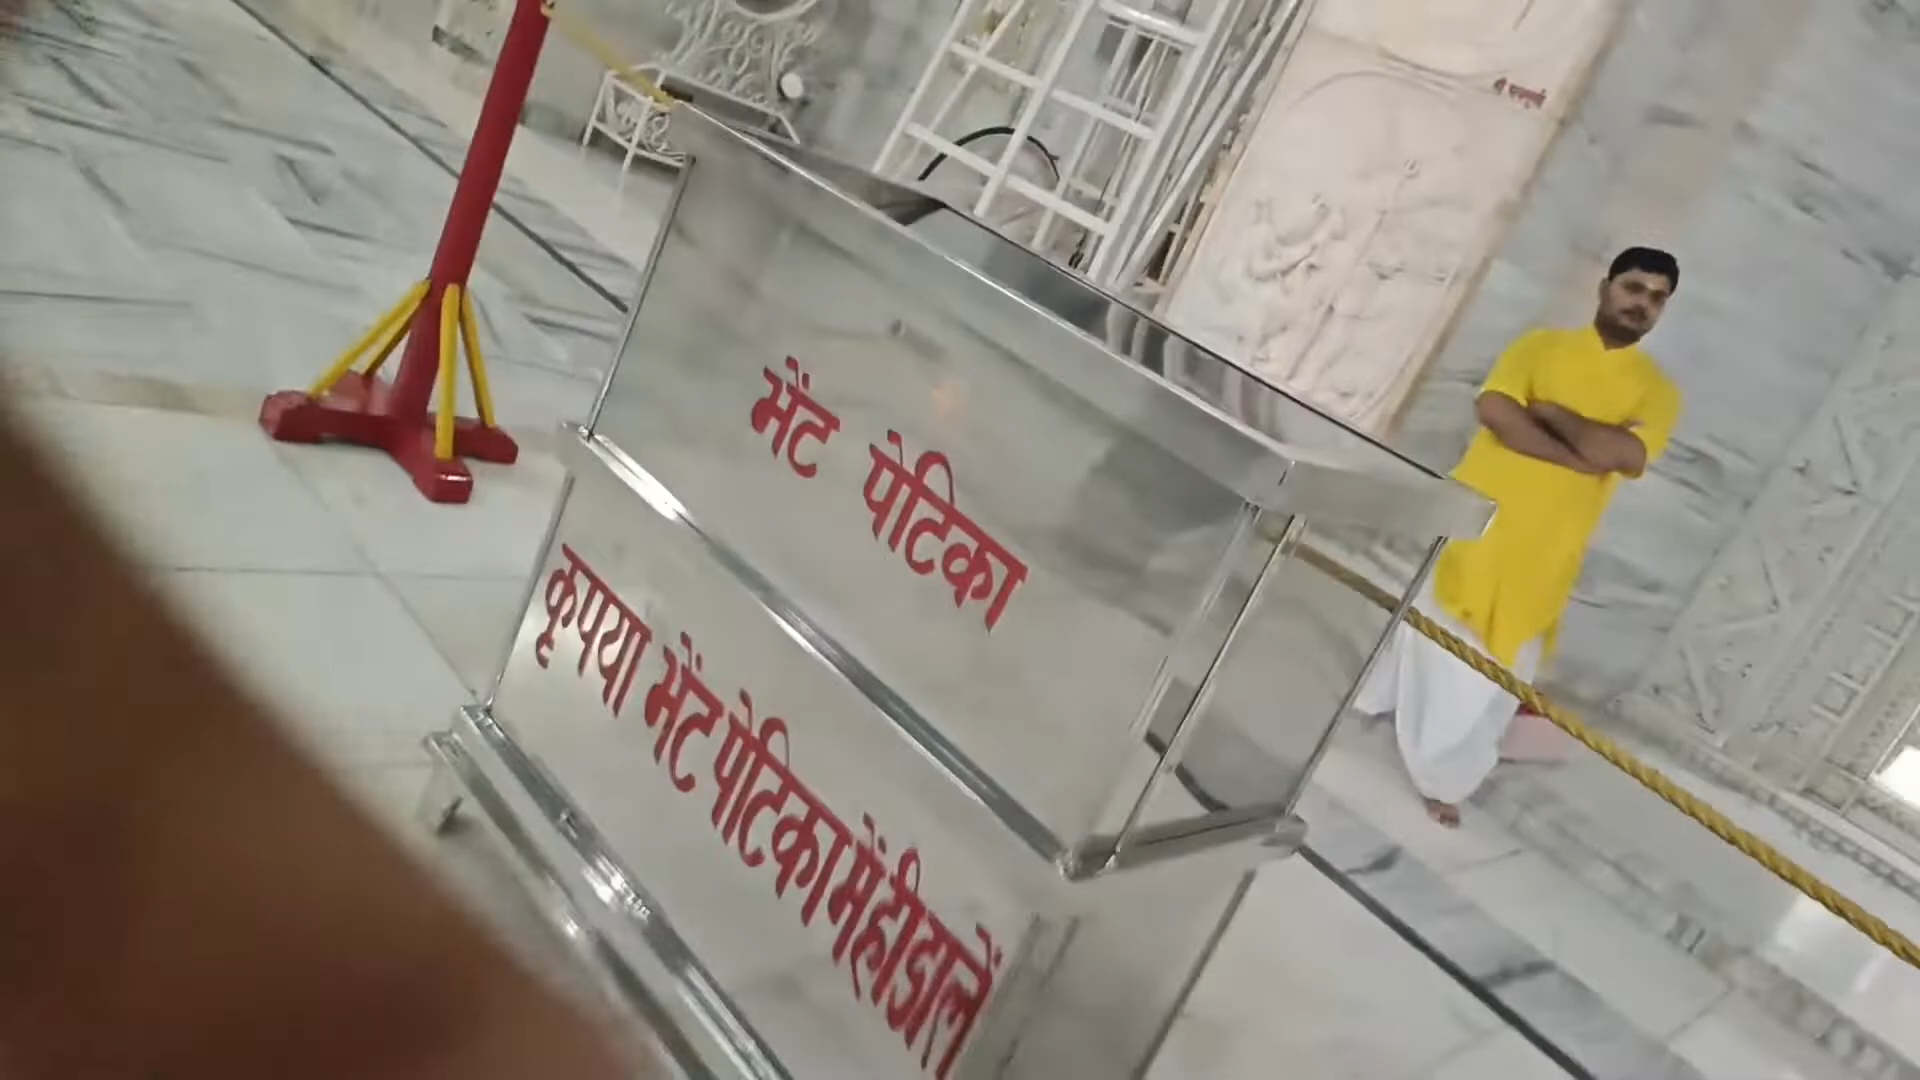 भेंट पेटिका
कृपया भेंट पेटिका में ही डालें